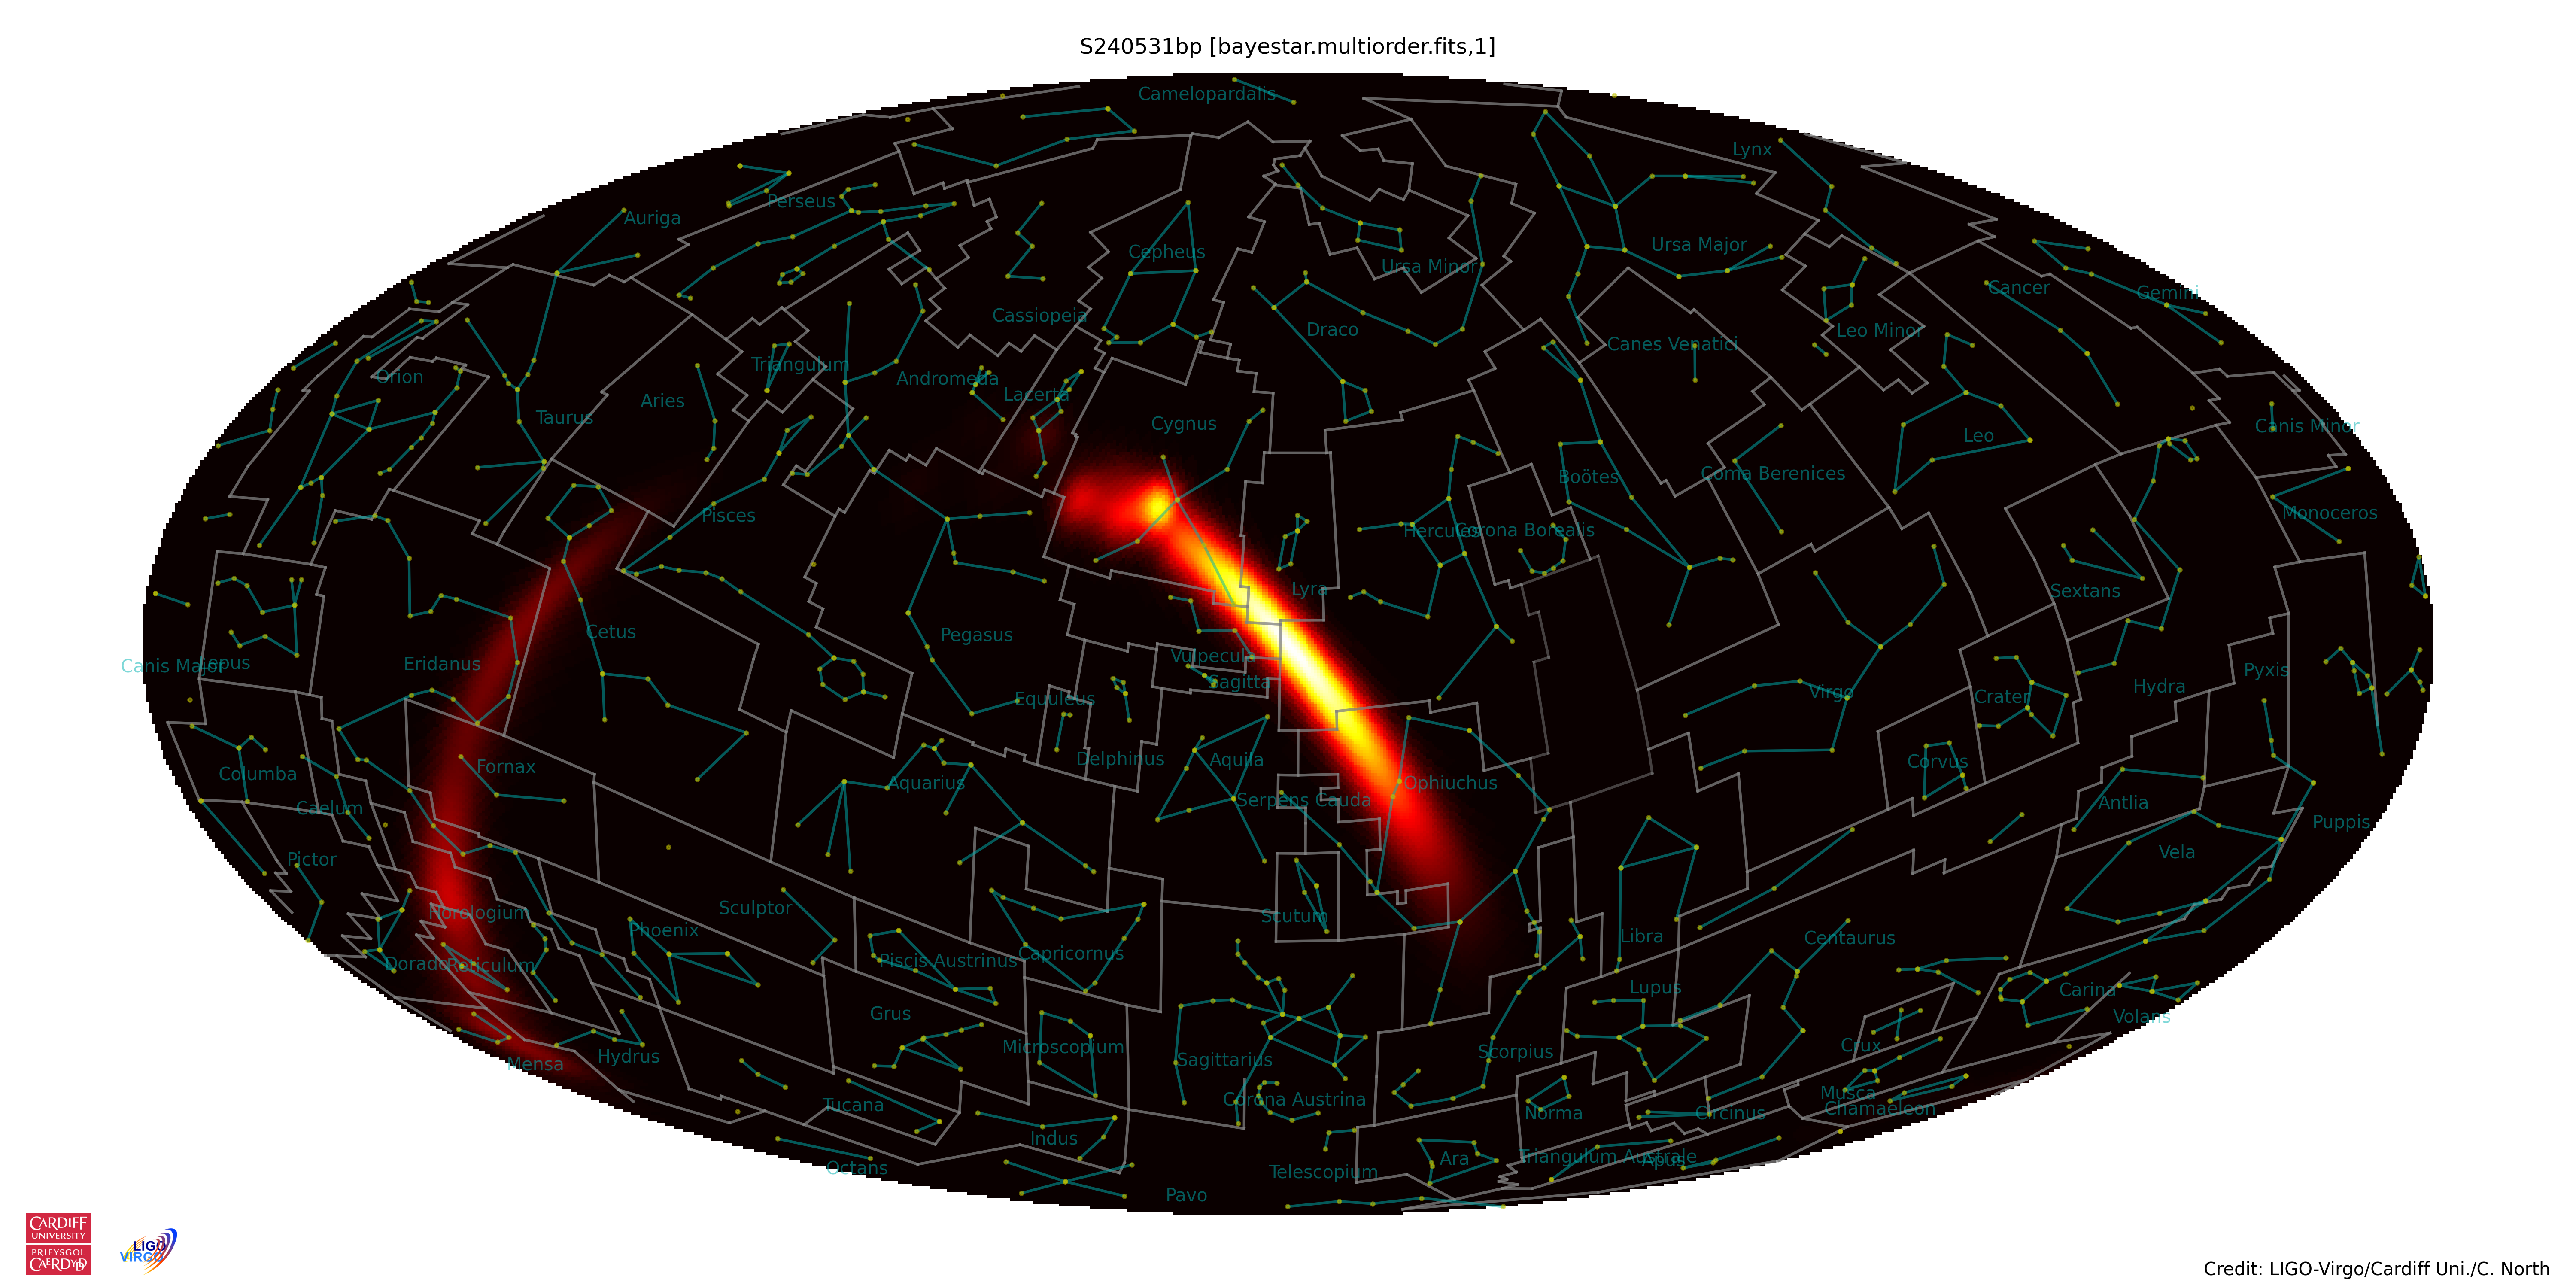 S240531bp [bayestar.multiorder.fits,1]
Camelopardalis
Lynx
Perseus
Auriga
Ursa Major
Cepheus
Ursa Minor
Cancer
Gemini
Cassiopeia
Draco
Leo Minor
Canes Venatici
Triangulum
Orion
Andromeda
Lacerta
Aries
Taurus
Cygnus
Canis Minor
Leo
Coma Berenices
Boötes
Pisces
Monoceros
Hercules
Corona Borealis
Lyra
Sextans
Cetus
Pegasus
Vulpecula
Canis Major
Eridanus
Pyxis
Sagitta
Hydra
Virgo
Crater
Equuleus
Delphinus
Aquila
Corvus
Fornax
Columba
Aquarius
Ophiuchus
Serpens Cauda
Antlia
Caelum
Puppis
Vela
Pictor
Sculptor
Horologium
Scutum
Phoenix
Libra
Centaurus
Capricornus
Piscis Austrinus
Dorado
Reticulum
Lupus
Carina
Grus
Volans
Microscopium
Crux
Scorpius
Hydrus
Sagittarius
Mensa
Musca
Corona Austrina
Tucana
Chamaeleon
Norma
Circinus
Indus
Triangulum Australe
Apus
Ara
Octans
Telescopium
Pavo
CARDIFF
UNIVERSITY
PRIFYSGOL
CAERDYDD
LIGO
VIRGO
Credit: LIGO-Virgo/Cardiff Uni./C. North